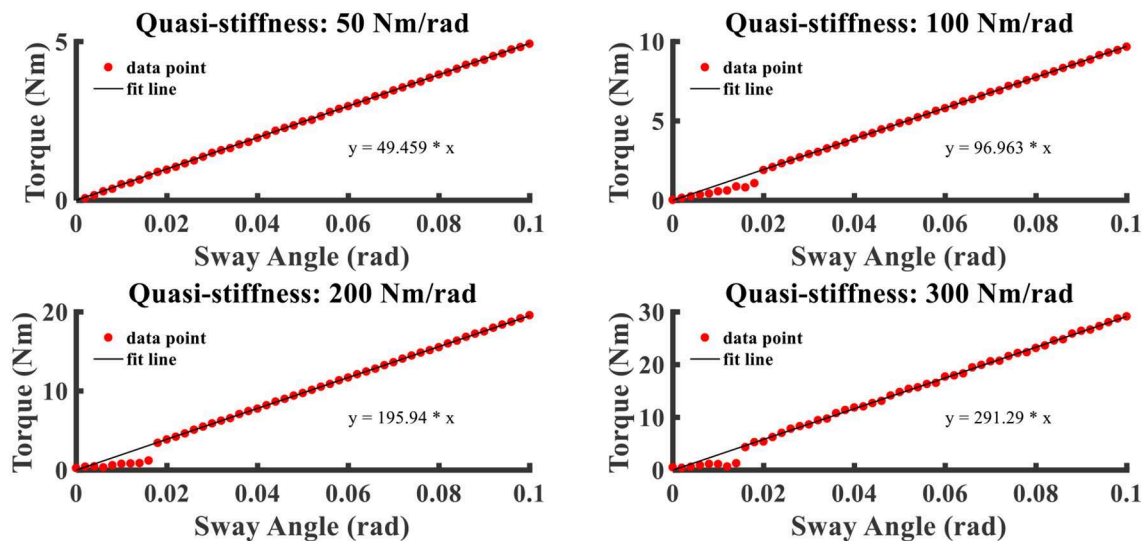 Quasi-stiffness: 50 Nm/rad
5
data point
fit line
Torque (Nm)
y = 49.459 * x
0
0 0.02 0.04 0.06 0.08 0.1
Sway Angle (rad)
Quasi-stiffness: 100 Nm/rad
10
data point
fit line
5
Torque (Nm)
y = 96.963 * x
0
0 0.02 0.04 0.06 0.08 0.1
Sway Angle (rad)
Quasi-stiffness: 200 Nm/rad
20
data point
fit line
10
Torque (Nm)
y = 195.94 * x
0
0 0.02 0.04 0.06 0.08 0.1
Sway Angle (rad)
Quasi-stiffness: 300 Nm/rad
30
data point
fit line
20
Torque (Nm)
10
y = 291.29 * x
0
0 0.02 0.04 0.06 0.08 0.1
Sway Angle (rad)